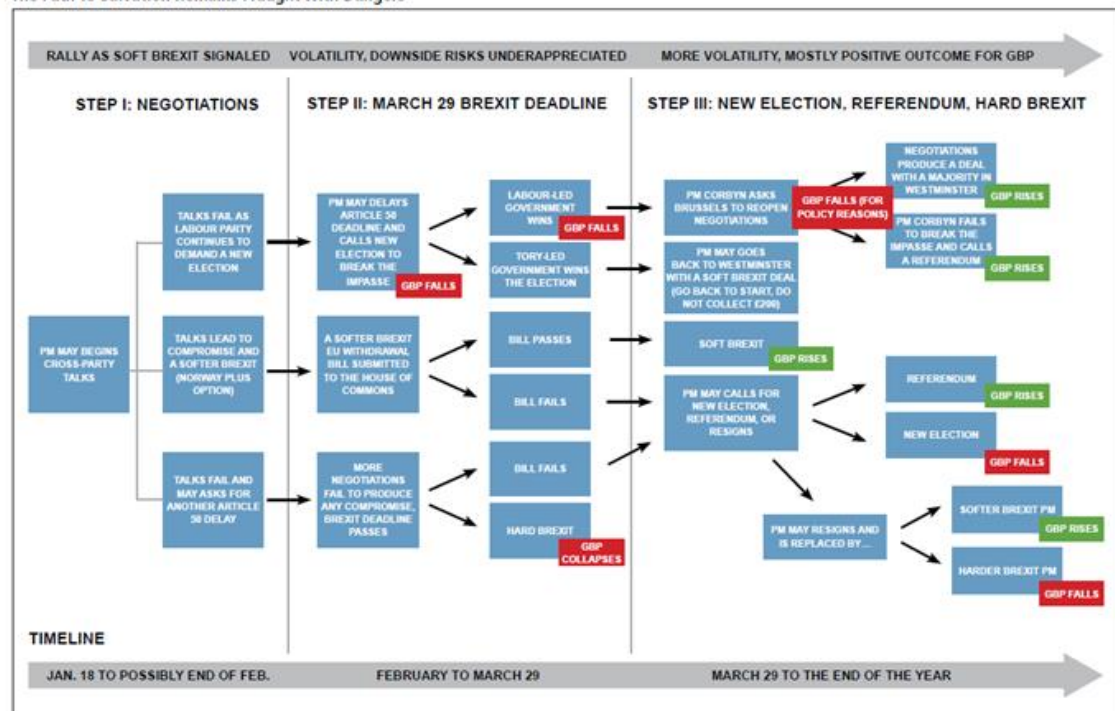 RALLY AS SOFT BREXIT SIGNALED
VOLATILITY, DOWNSIDE RISKS UNDERAPPRECIATED
MORE VOLATILITY, MOSTLY POSITIVE OUTCOME FOR GBP
STEP I: NEGOTIATIONS
STEP II: MARCH 29 BREXIT DEADLINE
STEP III: NEW ELECTION, REFERENDUM, HARD BREXIT
PM MAY BEGINS
CROSS-PARTY
TALKS
TALKS FAIL AS
LABOUR PARTY
CONTINUES TO
DEMAND A NEW
ELECTION
TALKS LEAD TO
COMPROMISE AND
A SOFTER BREXIT
(NORWAY PLUS
OPTION)
TALKS FAIL AND
MAY ASKS FOR
ANOTHER ARTICLE
50 DELAY
PM MAY DELAYS
ARTICLE 50
DEADLINE AND
CALLS NEW
ELECTION TO
BREAK THE
IMPASSE
GBP FALLS
A SOFTER BREXIT
EU WITHDRAWAL
BILL SUBMITTED
TO THE HOUSE OF
COMMONS
MORE
NEGOTIATIONS
FAIL TO PRODUCE
ANY COMPROMISE,
BREXIT DEADLINE
PASSES
LABOUR-LED
GOVERNMENT
WINS
GBP FALLS
TORY-LED
GOVERNMENT WINS
THE ELECTION
BILL PASSES
BILL FAILS
BILL FAILS
HARD BREXIT
GBP
COLLAPSES
PM CORBYN ASKS
BRUSSELS TO REOPEN
NEGOTIATIONS
GBP FALLS (FOR
POLICY REASONS)
PM MAY GOES
BACK TO WESTMINSTER
WITH A SOFT BREXIT DEAL
(GO BACK TO START, DO
NOT COLLECT £200)
SOFT BREXIT
GBP RISES
PM MAY CALLS FOR
NEW ELECTION,
REFERENDUM, OR
RESIGNS
NEGOTIATIONS
PRODUCE A DEAL
WITH A MAJORITY IN
WESTMINSTER
GBP RISES
PM CORBYN FAILS
TO BREAK THE
IMPASSE AND CALLS
A REFERENDUM
GBP RISES
REFERENDUM
GBP RISES
NEW ELECTION
GBP FALLS
PM MAY RESIGNS AND
IS REPLACED BY...
SOFTER BREXIT PM
GBP RISES
HARDER BREXIT PM
GBP FALLS
TIMELINE
JAN. 18 TO POSSIBLY END OF FEB.
FEBRUARY TO MARCH 29
MARCH 29 TO THE END OF THE YEAR